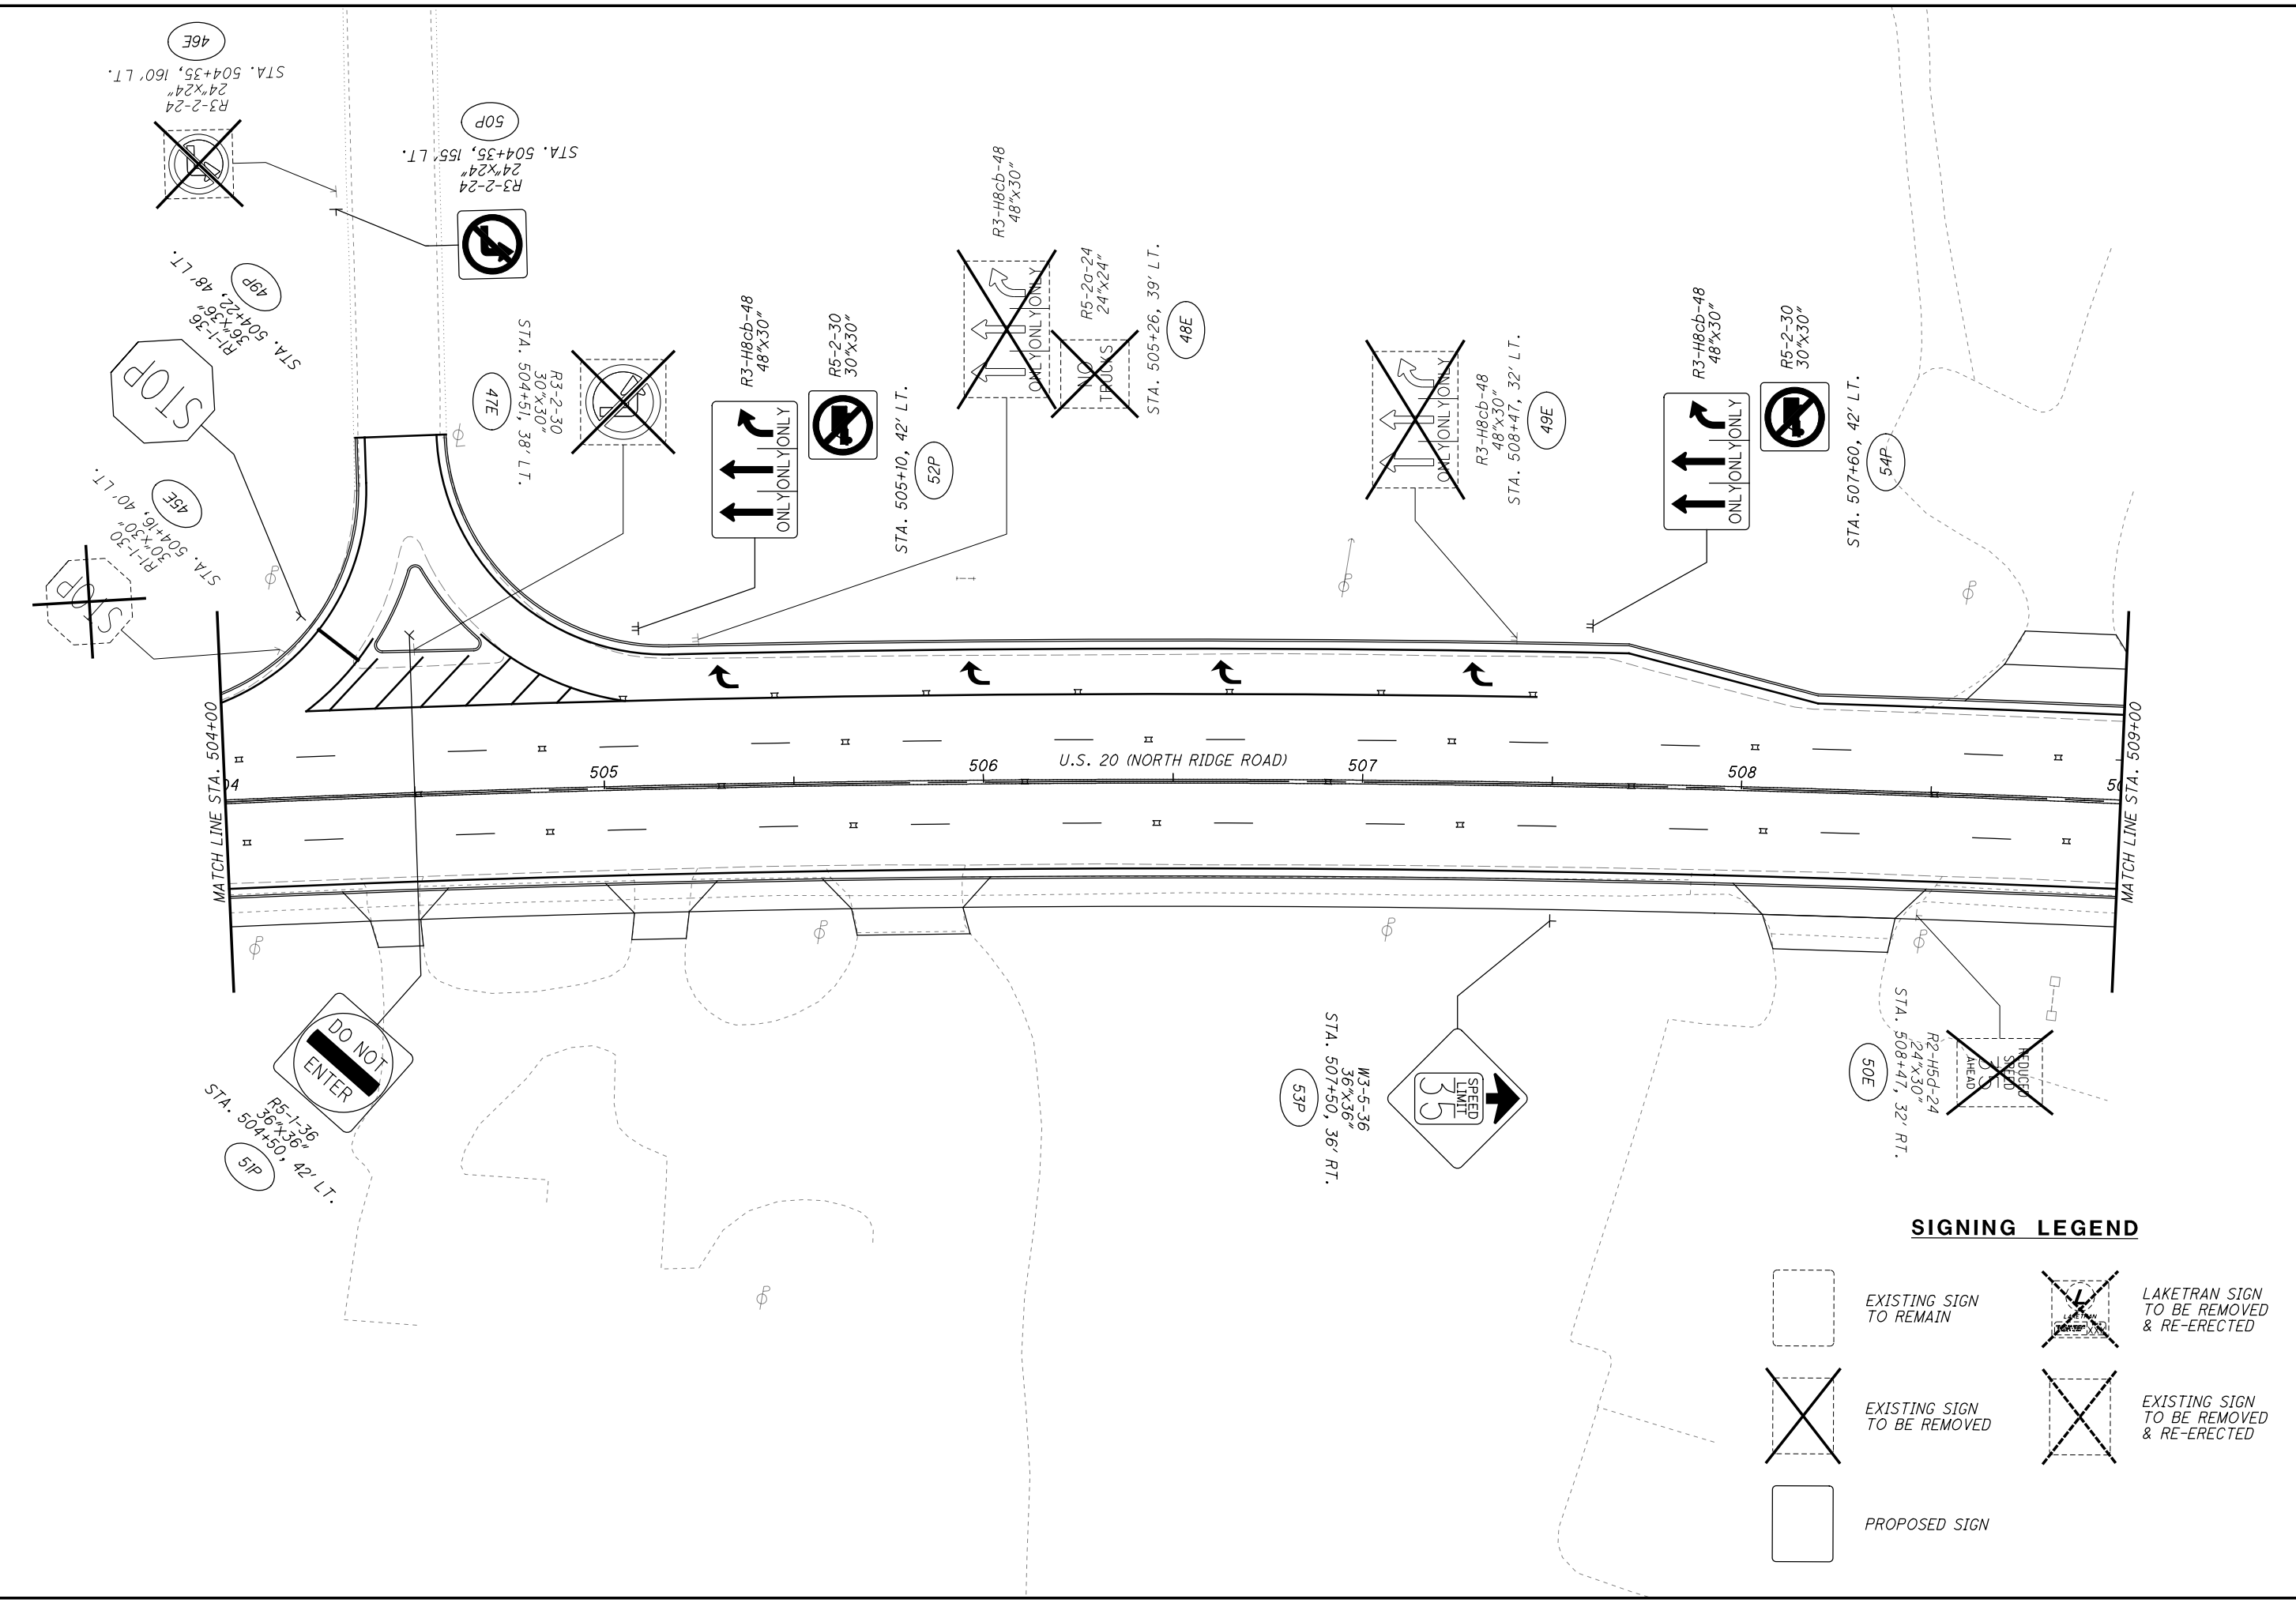 46E
STA. 504+35, 160' LT.
24"x24"
R3-2-24
50P
STA. 504+35, 155' LT.
24"x24"
R3-2-24
49P
STA. 504+22, 48' LT.
36"x36"
R1-1-36
STOP
45E
STA. 504+16, 40' LT.
30"x30"
R1-1-30
STOP
47E
STA. 504+51, 38' LT.
30"x30"
R3-2-30
R3-H8cb-48
48"x30"
ONLY ONLY ONLY
R5-2-30
30"x30"
STA. 505+10, 42' LT.
52P
R3-H8cb-48
48"x30"
ONLY ONLY ONLY
R5-2a-24
24"x24"
NO
TRUCKS
STA. 505+26, 39' LT.
48E
ONLY ONLY ONLY
R3-H8cb-48
48"x30"
STA. 508+47, 32' LT.
49E
R3-H8cb-48
48"x30"
ONLY ONLY ONLY
R5-2-30
30"x30"
STA. 507+60, 42' LT.
54P
MATCH LINE STA. 504+00
04
505
506
U.S. 20 (NORTH RIDGE ROAD)
507
508
50
MATCH LINE STA. 509+00
DO NOT
ENTER
R5-1-36
36"x36"
STA. 504+50, 42' LT.
51P
SPEED
LIMIT
35
W3-5-36
36"x36"
STA. 507+50, 36' RT.
53P
REDUCED
SPEED
AHEAD
R2-H5d-24
24"x30"
STA. 508+47, 32' RT.
50E
SIGNING LEGEND
EXISTING SIGN
TO REMAIN
LAKETRAN
LAKETRAN SIGN
TO BE REMOVED
& RE-ERECTED
EXISTING SIGN
TO BE REMOVED
EXISTING SIGN
TO BE REMOVED
& RE-ERECTED
PROPOSED SIGN